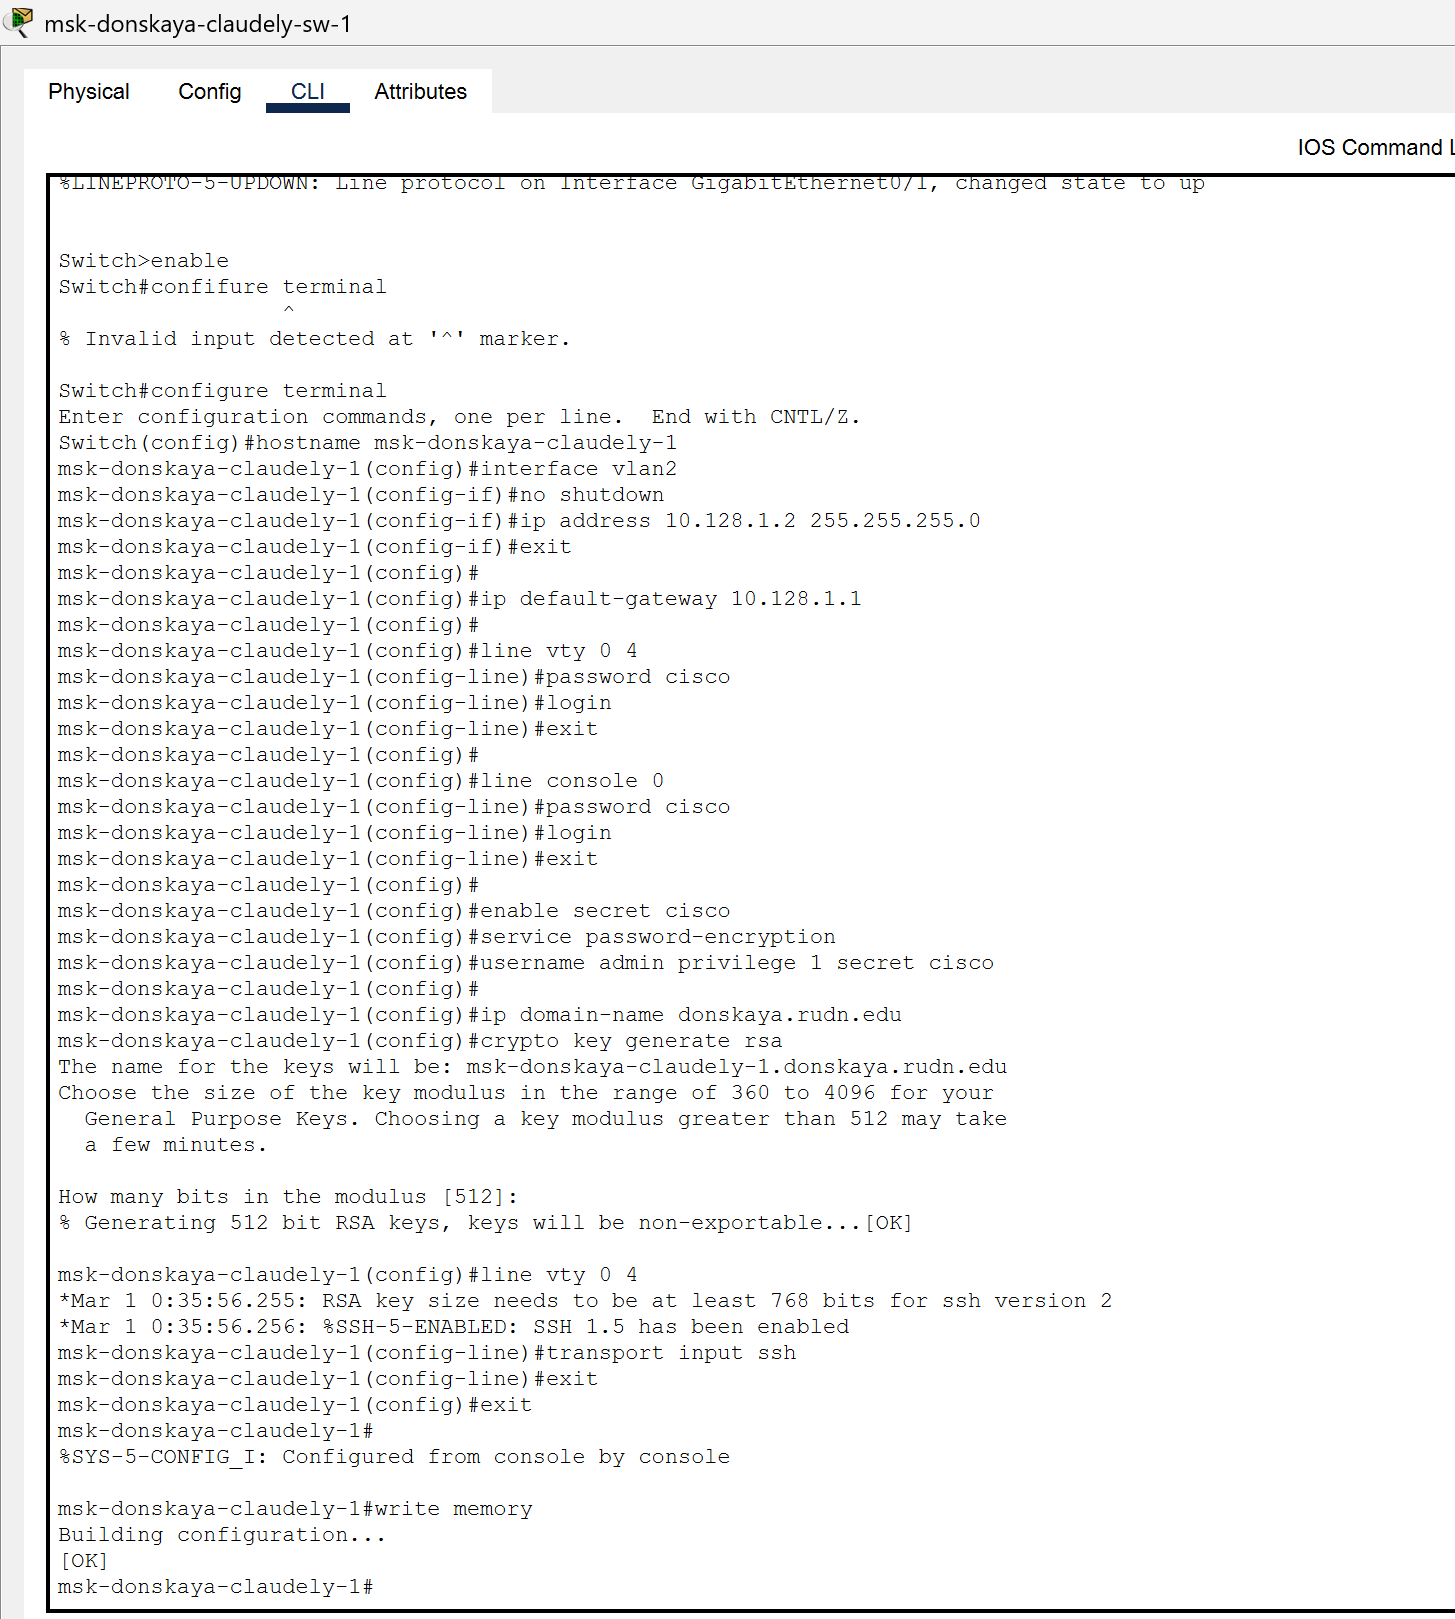 msk-donskaya-claudely-sw-1
Physical Config CLI Attributes
IOS Command L
%LINEPROTO-5-UPDOWN: Line protocol on Interface GigabitEthernet0/1, changed state to up
Switch>enable
Switch#confifure terminal
^
% Invalid input detected at '^' marker.
Switch#configure terminal
Enter configuration commands, one per line.  End with CNTL/Z.
Switch(config)#hostname msk-donskaya-claudely-1
msk-donskaya-claudely-1(config)#interface vlan2
msk-donskaya-claudely-1(config-if)#no shutdown
msk-donskaya-claudely-1(config-if)#ip address 10.128.1.2 255.255.255.0
msk-donskaya-claudely-1(config-if)#exit
msk-donskaya-claudely-1(config)#
msk-donskaya-claudely-1(config)#ip default-gateway 10.128.1.1
msk-donskaya-claudely-1(config)#
msk-donskaya-claudely-1(config)#line vty 0 4
msk-donskaya-claudely-1(config-line)#password cisco
msk-donskaya-claudely-1(config-line)#login
msk-donskaya-claudely-1(config-line)#exit
msk-donskaya-claudely-1(config)#
msk-donskaya-claudely-1(config)#line console 0
msk-donskaya-claudely-1(config-line)#password cisco
msk-donskaya-claudely-1(config-line)#login
msk-donskaya-claudely-1(config-line)#exit
msk-donskaya-claudely-1(config)#
msk-donskaya-claudely-1(config)#enable secret cisco
msk-donskaya-claudely-1(config)#service password-encryption
msk-donskaya-claudely-1(config)#username admin privilege 1 secret cisco
msk-donskaya-claudely-1(config)#
msk-donskaya-claudely-1(config)#ip domain-name donskaya.rudn.edu
msk-donskaya-claudely-1(config)#crypto key generate rsa
The name for the keys will be: msk-donskaya-claudely-1.donskaya.rudn.edu
Choose the size of the key modulus in the range of 360 to 4096 for your
General Purpose Keys. Choosing a key modulus greater than 512 may take
a few minutes.
How many bits in the modulus [512]:
% Generating 512 bit RSA keys, keys will be non-exportable...[OK]
msk-donskaya-claudely-1(config)#line vty 0 4
*Mar 1 0:35:56.255: RSA key size needs to be at least 768 bits for ssh version 2
*Mar 1 0:35:56.256: %SSH-5-ENABLED: SSH 1.5 has been enabled
msk-donskaya-claudely-1(config-line)#transport input ssh
msk-donskaya-claudely-1(config-line)#exit
msk-donskaya-claudely-1(config)#exit
msk-donskaya-claudely-1#
%SYS-5-CONFIG_I: Configured from console by console
msk-donskaya-claudely-1#write memory
Building configuration...
[OK]
msk-donskaya-claudely-1#